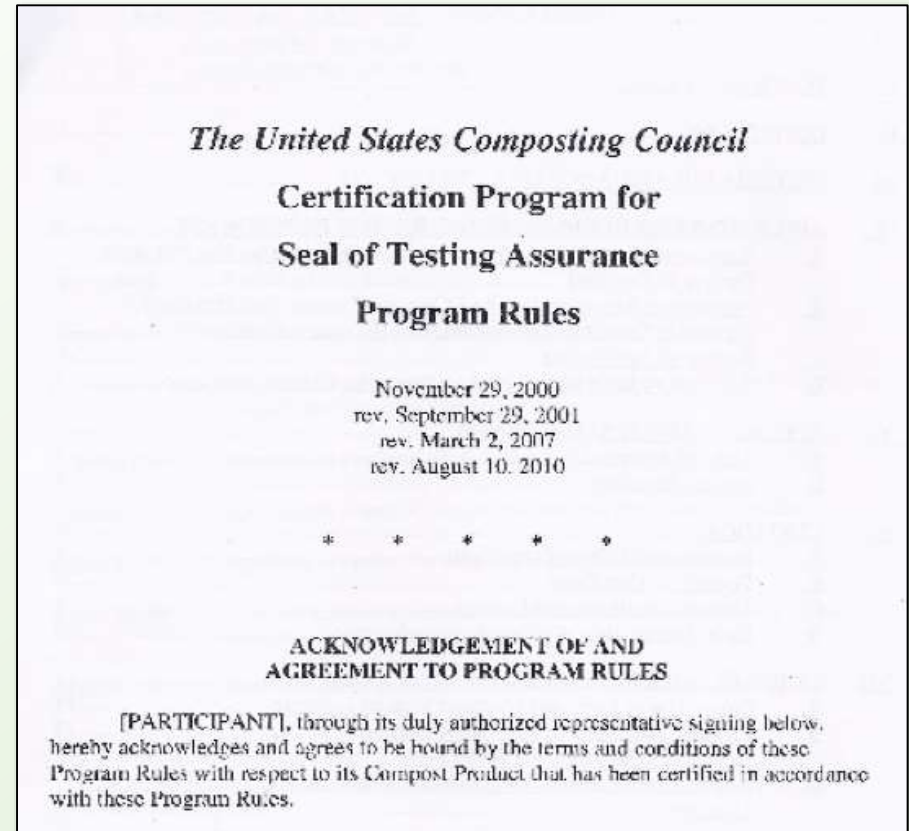 The United States Composting Council
Certification Program for
Seal of Testing Assurance
Program Rules
November 29, 2000
rev. September 29, 2001
rev. March 2, 2007
rev. August 10. 2010
* * * * *
ACKNOWLEDGEMENT OF AND
AGREEMENT TO PROGRAM RULES
[PARTICIPANT], through its duly authorized representative signing below,
hereby acknowledges and agrees to be bound by the terms and conditions of these
Program Rules with respect to its Compost Product that has been certified in accordance
with these Program Rules.